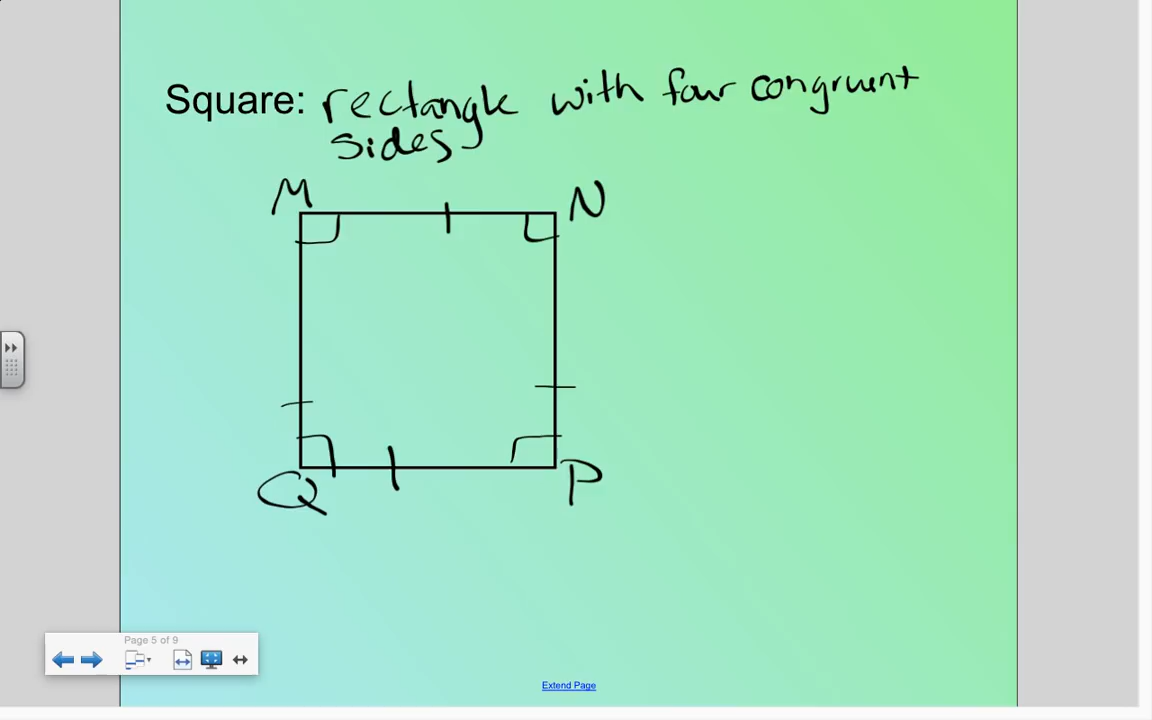 Square: rectangle with four congruent
sides
M
N
Q
P
Page 5 of 9
Extend Page